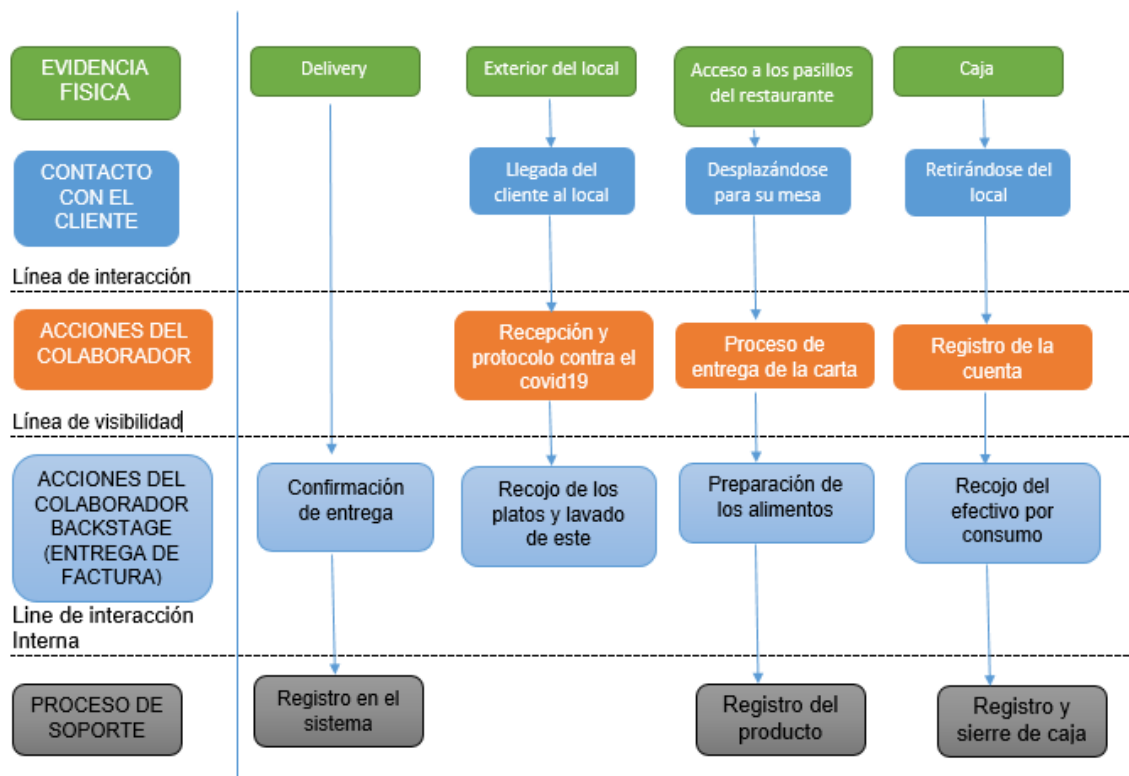 EVIDENCIA
FISICA
Delivery
Exterior del local
Acceso a los pasillos
del restaurante
Caja
CONTACTO
CON EL
CLIENTE
Llegada del
cliente al local
Desplazándose
para su mesa
Retirándose del
local
Línea de interacción
ACCIONES DEL
COLABORADOR
Recepción y
protocolo contra el
covid19
Proceso de
entrega de la carta
Registro de la
cuenta
Línea de visibilidad
ACCIONES DEL
COLABORADOR
BACKSTAGE
(ENTREGA DE
FACTURA)
Confirmación
de entrega
Recojo de los
platos y lavado
de este
Preparación de
los alimentos
Recojo del
efectivo por
consumo
Line de interacción
Interna
PROCESO DE
SOPORTE
Registro en el
sistema
Registro del
producto
Registro y
sierre de caja